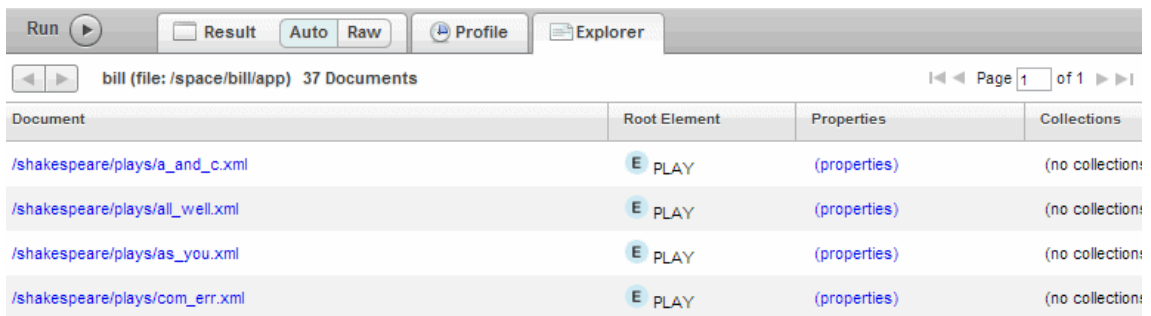 Run Result Auto Raw Profile Explorer
bill (file: /space/bill/app) 37 Documents Page 1 of 1
Document Root Element Properties Collections
/shakespeare/plays/a_and_c.xml E PLAY (properties) (no collections
/shakespeare/plays/all_well.xml E PLAY (properties) (no collections
/shakespeare/plays/as_you.xml E PLAY (properties) (no collections
/shakespeare/plays/com_err.xml E PLAY (properties) (no collections